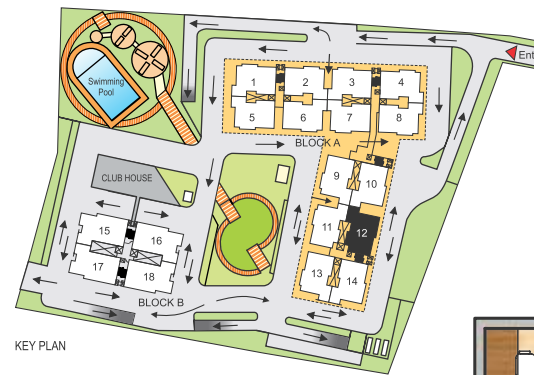 Swimming
Pool
Ent
1
2
3
4
5
6
7
8
BLOCK A
9
10
CLUB HOUSE
11
12
15
16
17
18
13
14
BLOCK B
KEY PLAN